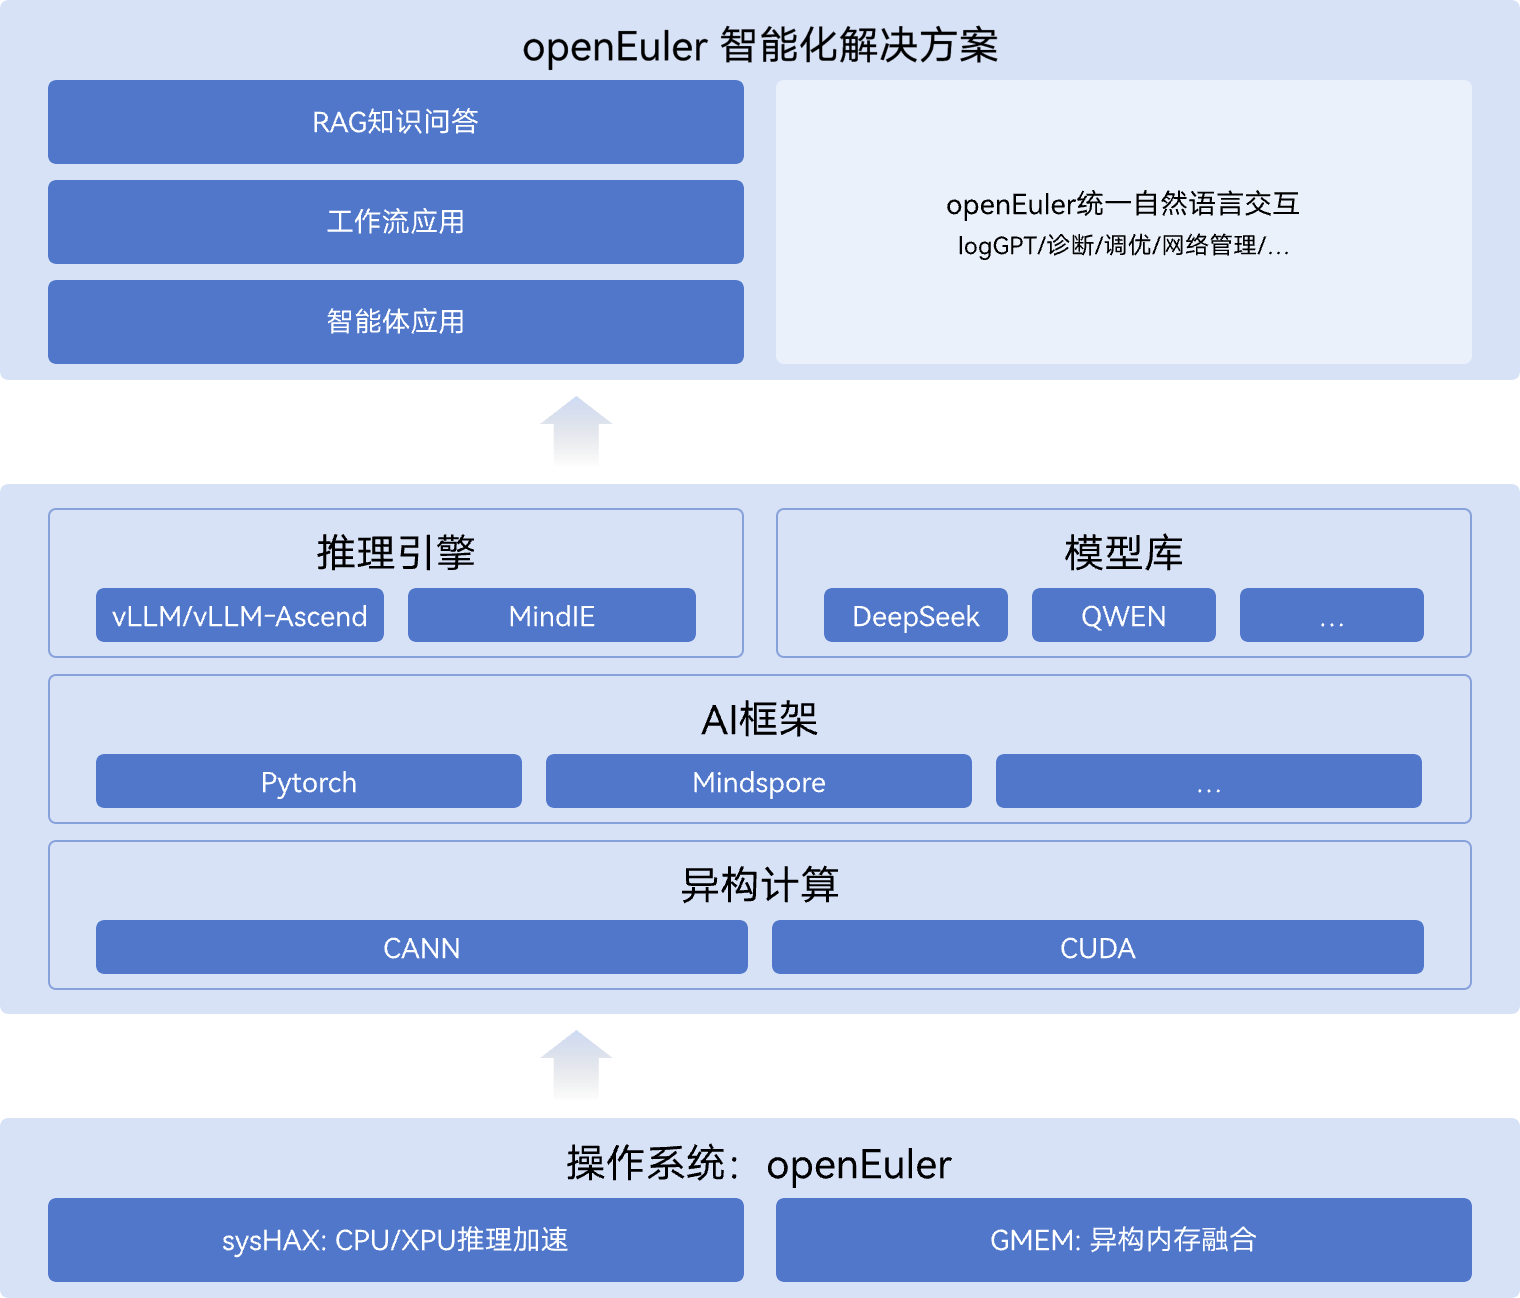 openEuler 智能化解决方案
RAG知识问答
工作流应用
智能体应用
openEuler统一自然语言交互
logGPT/诊断/调优/网络管理/...
推理引擎
vLLM/vLLM-Ascend
MindIE
模型库
DeepSeek
QWEN
...
AI框架
Pytorch
Mindspore
...
异构计算
CANN
CUDA
操作系统：openEuler
sysHAX: CPU/XPU推理加速
GMEM: 异构内存融合